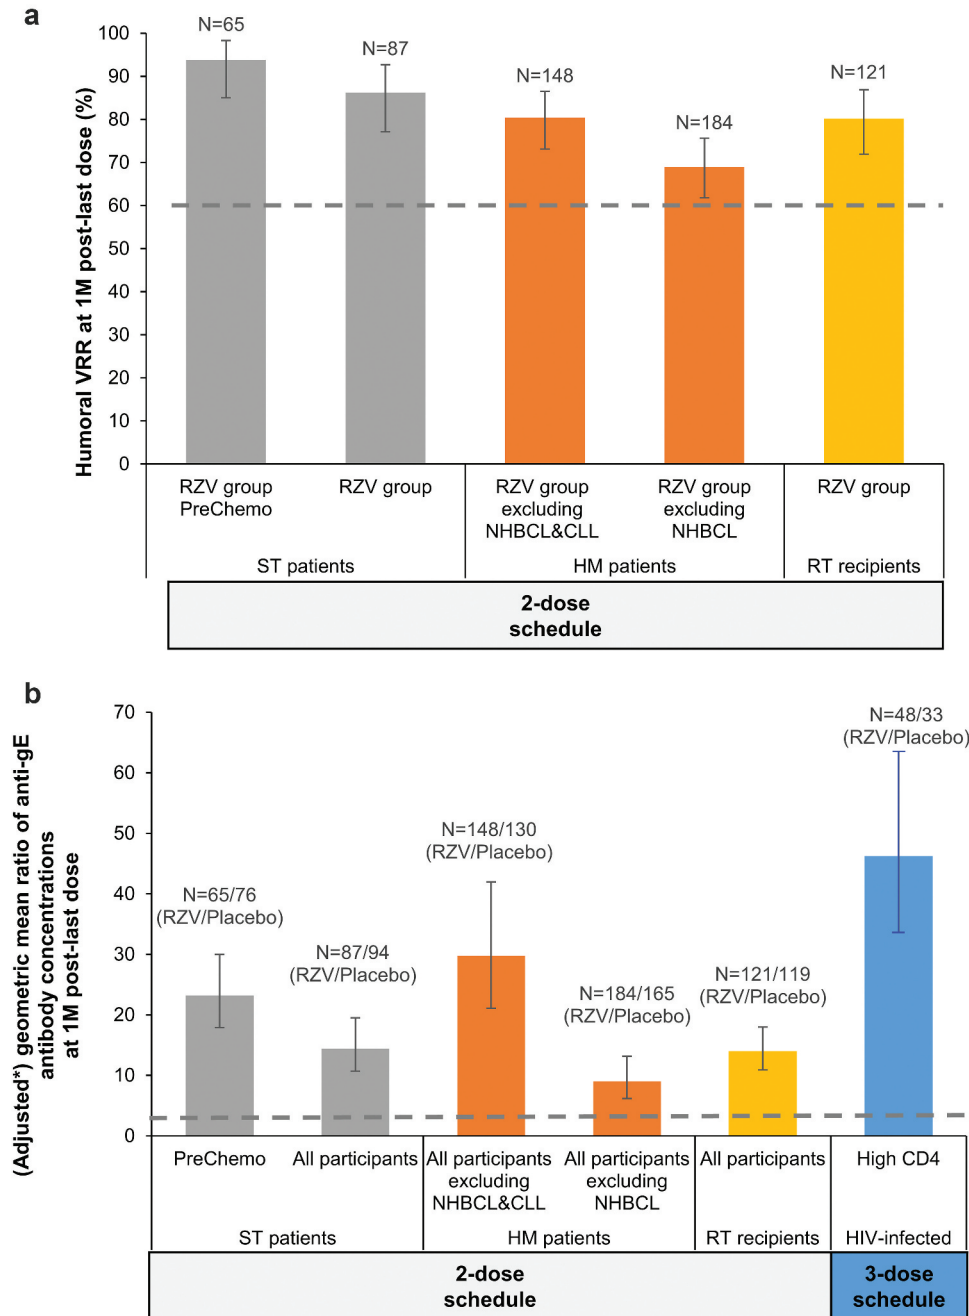 a
Humoral VRR at 1M post-last dose (%)
100
90
80
70
60
50
40
30
20
10
0
N=65
N=87
N=148
N=184
N=121
RZV group
PreChemo
RZV group
RZV group
excluding
NHBCL&CLL
RZV group
excluding
NHBCL
RZV group
ST patients
HM patients
RT recipients
2-dose
schedule
b
(Adjusted*) geometric mean ratio of anti-gE
antibody concentrations
at 1M post-last dose
70
60
50
40
30
20
10
0
N=65/76
(RZV/Placebo)
N=87/94
(RZV/Placebo)
N=148/130
(RZV/Placebo)
N=184/165
(RZV/Placebo)
N=121/119
(RZV/Placebo)
N=48/33
(RZV/Placebo)
PreChemo
All participants
All participants
excluding
NHBCL&CLL
All participants
excluding
NHBCL
All participants
High CD4
ST patients
HM patients
RT recipients
HIV-infected
2-dose
schedule
3-dose
schedule